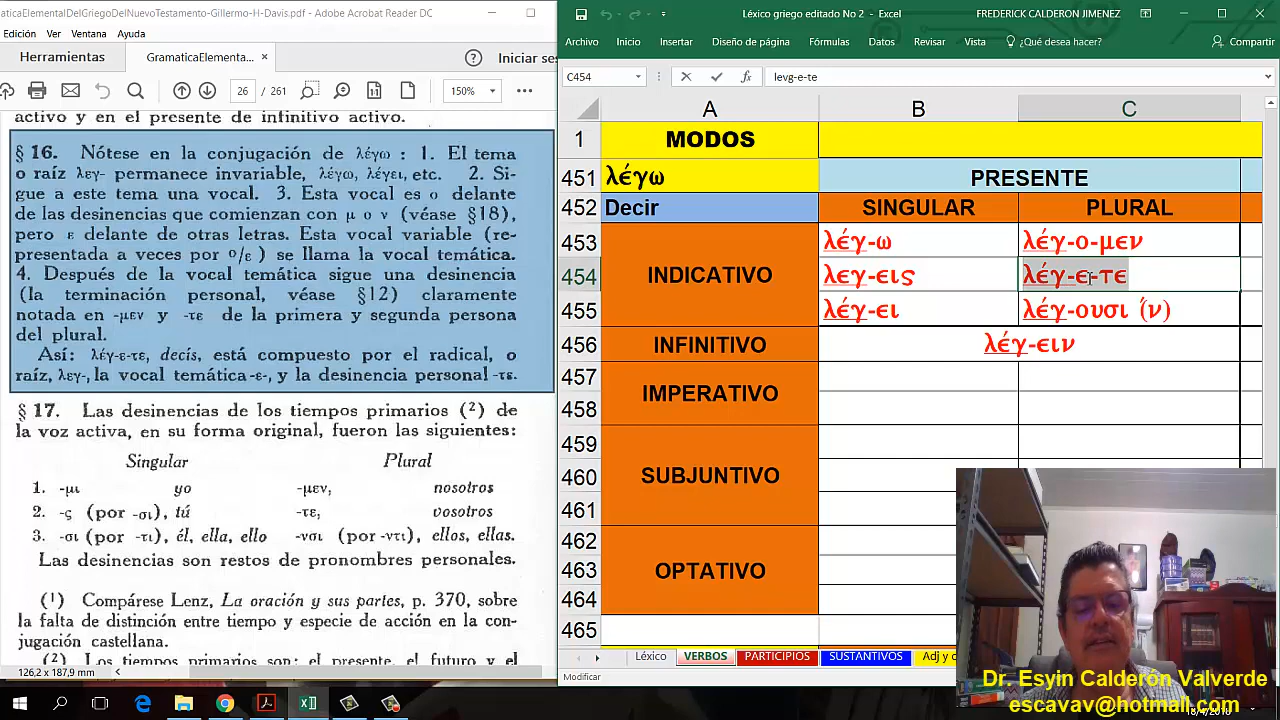 aticaElementalDelGriegoDelNuevoTestamento-Gillermo-H-Davis.pdf - Adobe Acrobat Reader DC
Edición Ver Ventana Ayuda
Herramientas GramaticaElementa... × Iniciar ses
26 / 261 150%
activo y en el presente de infinitivo activo.
§ 16. Nótese en la conjugación de λέγω : 1. El tema
o raíz λεγ- permanece invariable, λέγω, λέγει, etc. 2. Si-
gue a este tema una vocal. 3. Esta vocal es ο delante
de las desinencias que comienzan con μ o ν (véase §18),
pero ε delante de otras letras. Esta vocal variable (re-
presentada a veces por ο/ε) se llama la vocal temática.
4. Después de la vocal temática sigue una desinencia
(la terminación personal, véase §12) claramente
notada en -μεν y -τε de la primera y segunda persona
del plural.
Así: λέγ-ε-τε, decís, está compuesto por el radical, o
raíz, λεγ-, la vocal temática -ε-, y la desinencia personal -τε.
§ 17. Las desinencias de los tiempos primarios (2) de
la voz activa, en su forma original, fueron las siguientes:
Singular Plural
1. -μι yo -μεν, nosotros
2. -ς (por -σι), tú -τε, vosotros
3. -σι (por -τι), él, ella, ello -νσι (por -ντι), ellos, ellas.
Las desinencias son restos de pronombres personales.
(1) Compárese Lenz, La oración y sus partes, p. 370, sobre
la falta de distinción entre tiempo y especie de acción en la con-
jugación castellana.
(2) Los tiempos primarios son: el presente, el futuro y el
126,2 x 187,9 mm
Léxico griego editado No 2 - Excel FREDERICK CALDERON JIMENEZ
Archivo Inicio Insertar Diseño de página Fórmulas Datos Revisar Vista ¿Qué desea hacer? Compartir
C454 fx levg-e-te
A B C
1 MODOS
451 λέγω PRESENTE
452 Decir SINGULAR PLURAL
453 λέγ-ω λέγ-ο-μεν
454 INDICATIVO λεγ-εις λέγ-ε-τε
455 λέγ-ει λέγ-ουσι (ν)
456 INFINITIVO λέγ-ειν
457
458 IMPERATIVO
459
460 SUBJUNTIVO
461
462
463 OPTATIVO
464
465
Léxico VERBOS PARTICIPIOS SUSTANTIVOS Adj y c
Modificar
Dr. Esyin Calderón Valverde
escavav@hotmail.com